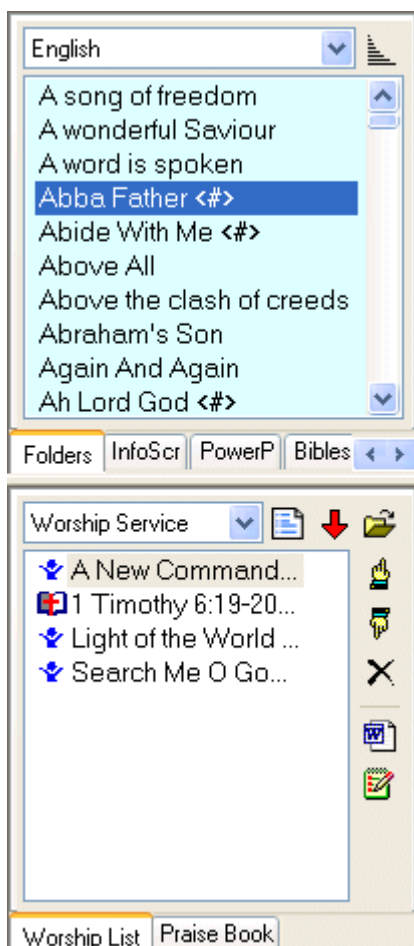 English
A song of freedom
A wonderful Saviour
A word is spoken
Abba Father <#>
Abide With Me <#>
Above All
Above the clash of creeds
Abraham's Son
Again And Again
Ah Lord God <#>
Folders InfoScr PowerP Bibles
Worship Service
A New Command...
1 Timothy 6:19-20...
Light of the World ...
Search Me O Go...
Worship List Praise Book